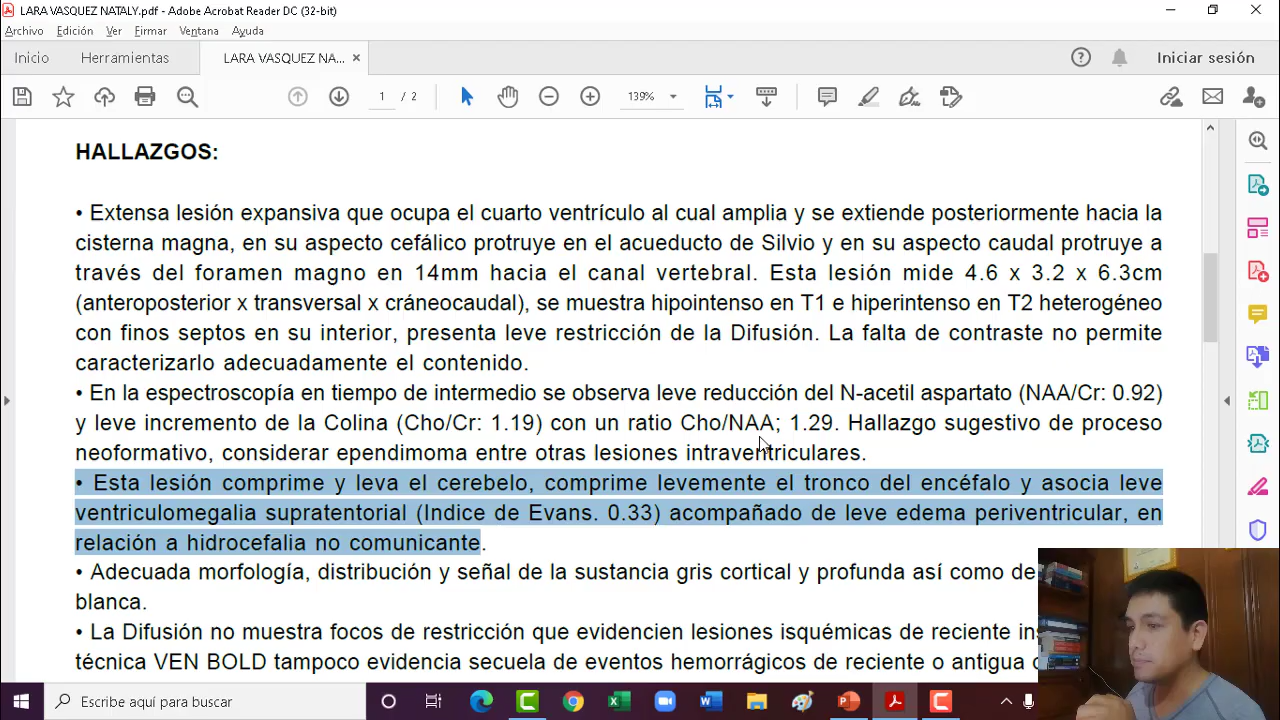 LARA VASQUEZ NATALY.pdf - Adobe Acrobat Reader DC (32-bit)
Archivo Edición Ver Firmar Ventana Ayuda
Inicio Herramientas LARA VASQUEZ NA... × Iniciar sesión
1 / 2 139%
HALLAZGOS:
• Extensa lesión expansiva que ocupa el cuarto ventrículo al cual amplia y se extiende posteriormente hacia la
cisterna magna, en su aspecto cefálico protruye en el acueducto de Silvio y en su aspecto caudal protruye a
través del foramen magno en 14mm hacia el canal vertebral. Esta lesión mide 4.6 x 3.2 x 6.3cm
(anteroposterior x transversal x cráneocaudal), se muestra hipointenso en T1 e hiperintenso en T2 heterogéneo
con finos septos en su interior, presenta leve restricción de la Difusión. La falta de contraste no permite
caracterizarlo adecuadamente el contenido.
• En la espectroscopía en tiempo de intermedio se observa leve reducción del N-acetil aspartato (NAA/Cr: 0.92)
y leve incremento de la Colina (Cho/Cr: 1.19) con un ratio Cho/NAA; 1.29. Hallazgo sugestivo de proceso
neoformativo, considerar ependimoma entre otras lesiones intraventriculares.
• Esta lesión comprime y leva el cerebelo, comprime levemente el tronco del encéfalo y asocia leve
ventriculomegalia supratentorial (Indice de Evans. 0.33) acompañado de leve edema periventricular, en
relación a hidrocefalia no comunicante.
• Adecuada morfología, distribución y señal de la sustancia gris cortical y profunda así como de
blanca.
• La Difusión no muestra focos de restricción que evidencien lesiones isquémicas de reciente
técnica VEN BOLD tampoco evidencia secuela de eventos hemorrágicos de reciente o antigua
Escribe aquí para buscar